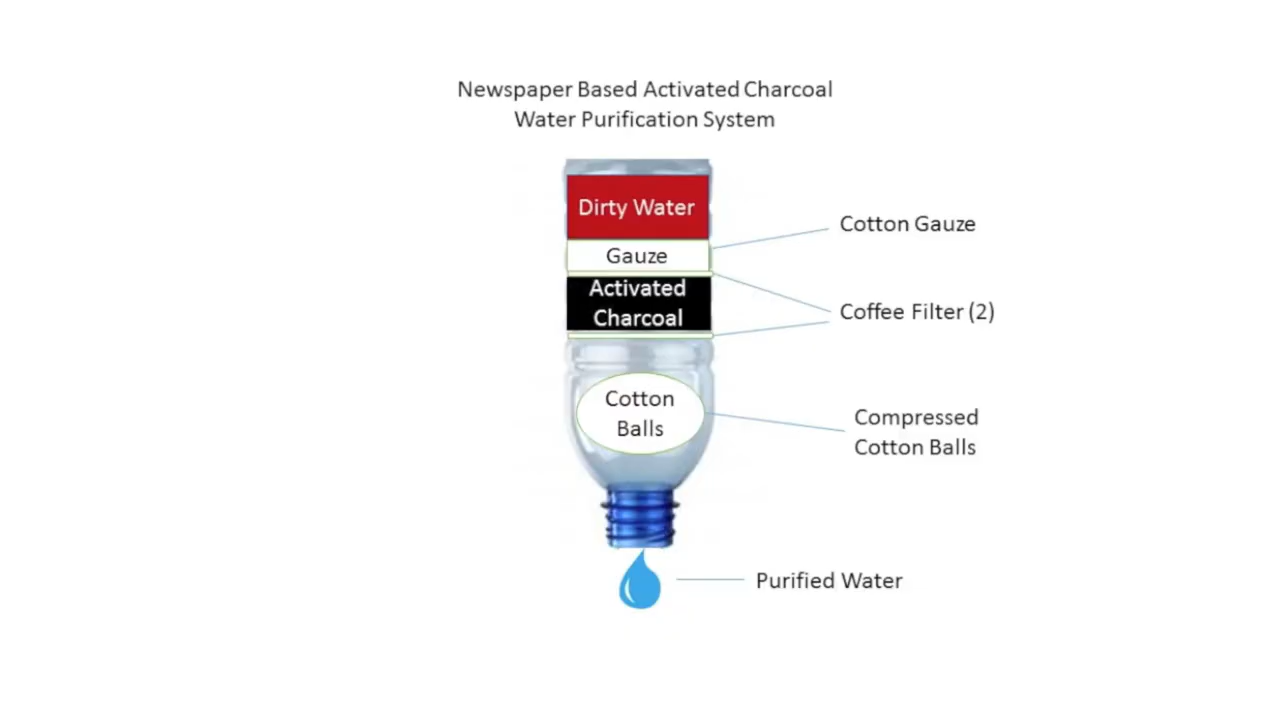 Newspaper Based Activated Charcoal
Water Purification System
Dirty Water
Cotton Gauze
Gauze
Activated
Charcoal
Coffee Filter (2)
Cotton
Balls
Compressed
Cotton Balls
Purified Water